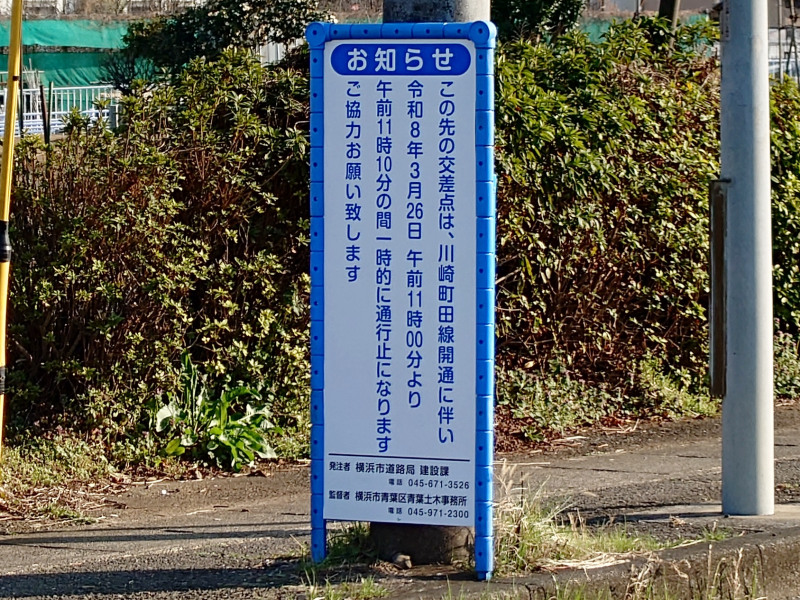 お知らせ
この先の交差点は、川崎町田線開通に伴い
令和8年3月26日 午前11時00分より
午前11時10分の間一時的に通行止になります
ご協力お願い致します
発注者 横浜市道路局 建設課
電話 045-671-3526
監督者 横浜市青葉区青葉土木事務所
電話 045-971-2300